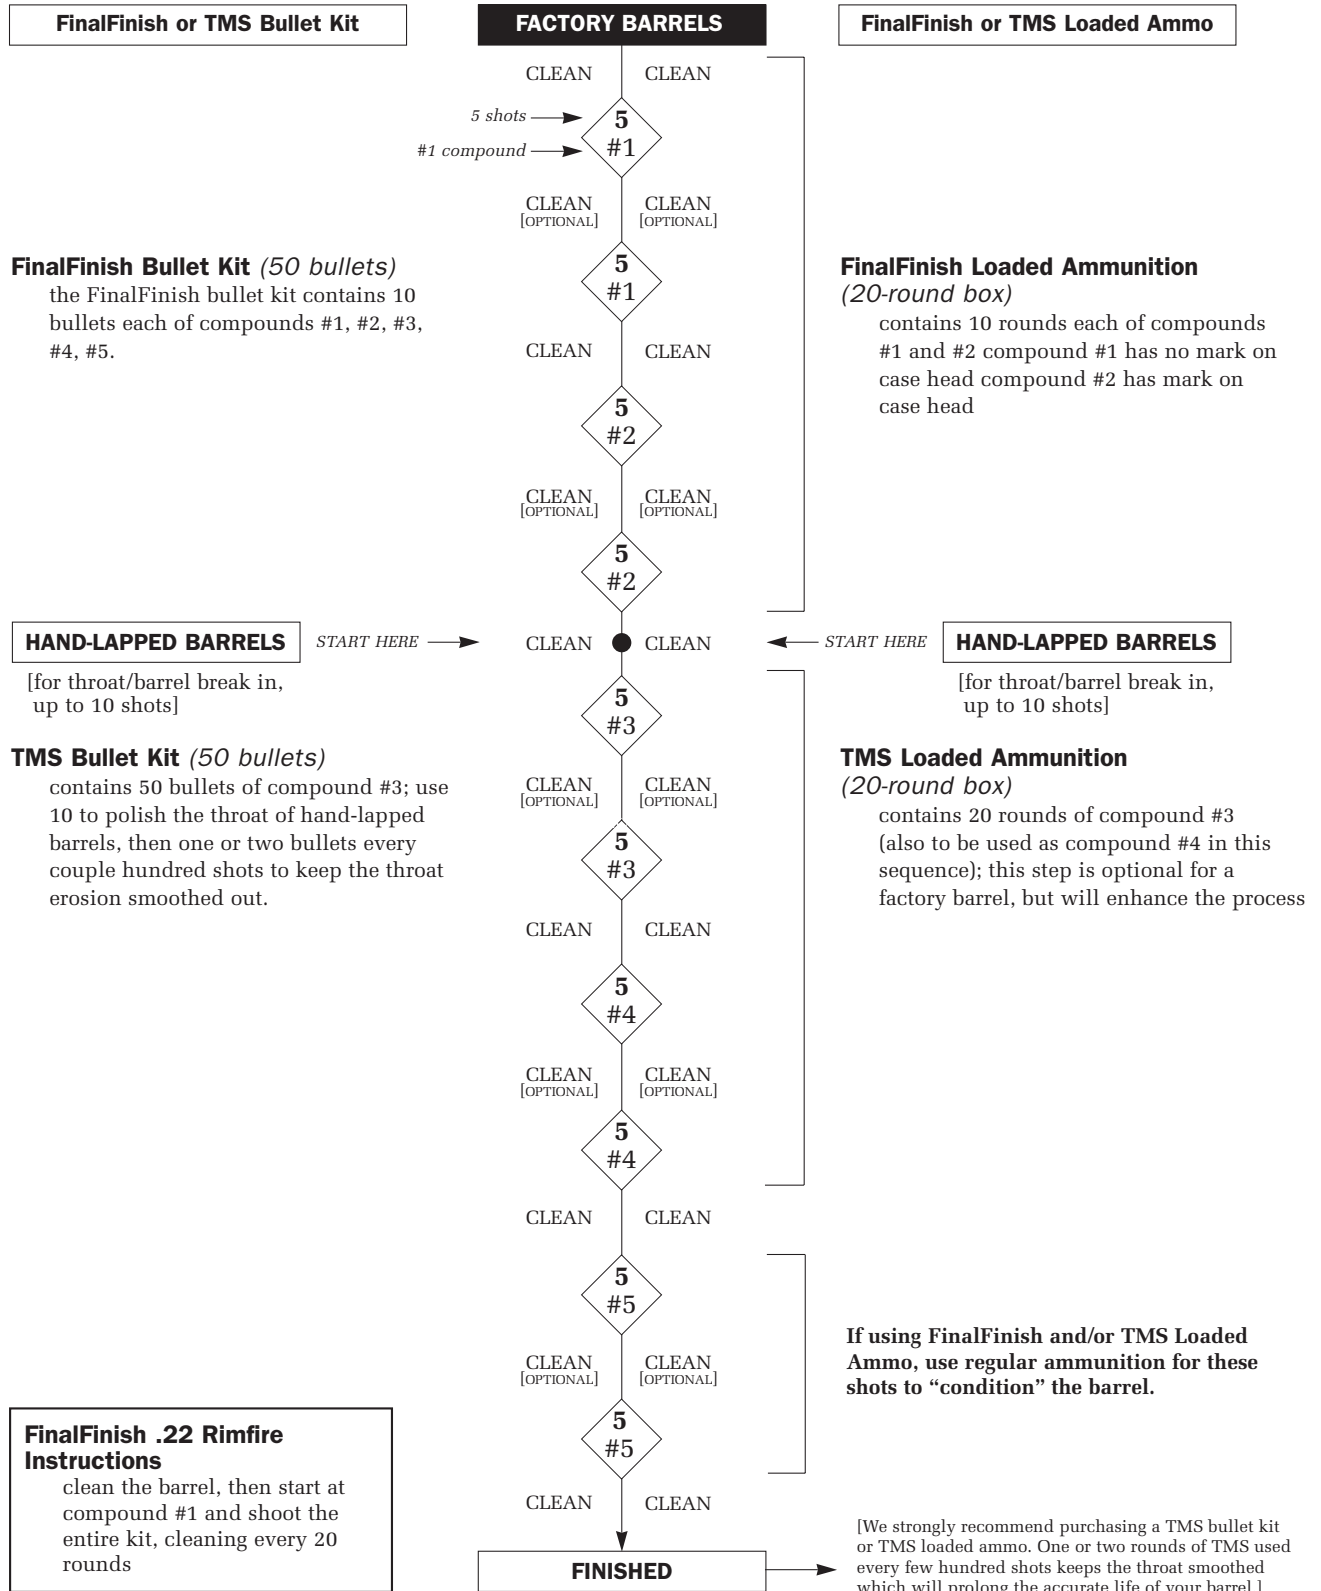 FinalFinish or TMS Bullet Kit
FACTORY BARRELS
FinalFinish or TMS Loaded Ammo
CLEAN CLEAN
5 shots
5
#1 compound
#1
CLEAN CLEAN
[OPTIONAL] [OPTIONAL]
FinalFinish Bullet Kit (50 bullets)
the FinalFinish bullet kit contains 10
bullets each of compounds #1, #2, #3,
#4, #5.
5
#1
FinalFinish Loaded Ammunition
(20-round box)
contains 10 rounds each of compounds
#1 and #2 compound #1 has no mark on
case head compound #2 has mark on
case head
CLEAN CLEAN
5
#2
CLEAN CLEAN
[OPTIONAL] [OPTIONAL]
5
#2
HAND-LAPPED BARRELS START HERE CLEAN CLEAN START HERE HAND-LAPPED BARRELS
[for throat/barrel break in,
up to 10 shots]
[for throat/barrel break in,
up to 10 shots]
5
#3
TMS Bullet Kit (50 bullets)
contains 50 bullets of compound #3; use
10 to polish the throat of hand-lapped
barrels, then one or two bullets every
couple hundred shots to keep the throat
erosion smoothed out.
CLEAN CLEAN
[OPTIONAL] [OPTIONAL]
5
#3
TMS Loaded Ammunition
(20-round box)
contains 20 rounds of compound #3
(also to be used as compound #4 in this
sequence); this step is optional for a
factory barrel, but will enhance the process
CLEAN CLEAN
5
#4
CLEAN CLEAN
[OPTIONAL] [OPTIONAL]
5
#4
CLEAN CLEAN
5
#5
If using FinalFinish and/or TMS Loaded
Ammo, use regular ammunition for these
shots to “condition” the barrel.
CLEAN CLEAN
[OPTIONAL] [OPTIONAL]
5
#5
FinalFinish .22 Rimfire
Instructions
clean the barrel, then start at
compound #1 and shoot the
entire kit, cleaning every 20
rounds
CLEAN CLEAN
FINISHED
[We strongly recommend purchasing a TMS bullet kit
or TMS loaded ammo. One or two rounds of TMS used
every few hundred shots keeps the throat smoothed
which will prolong the accurate life of your barrel.]